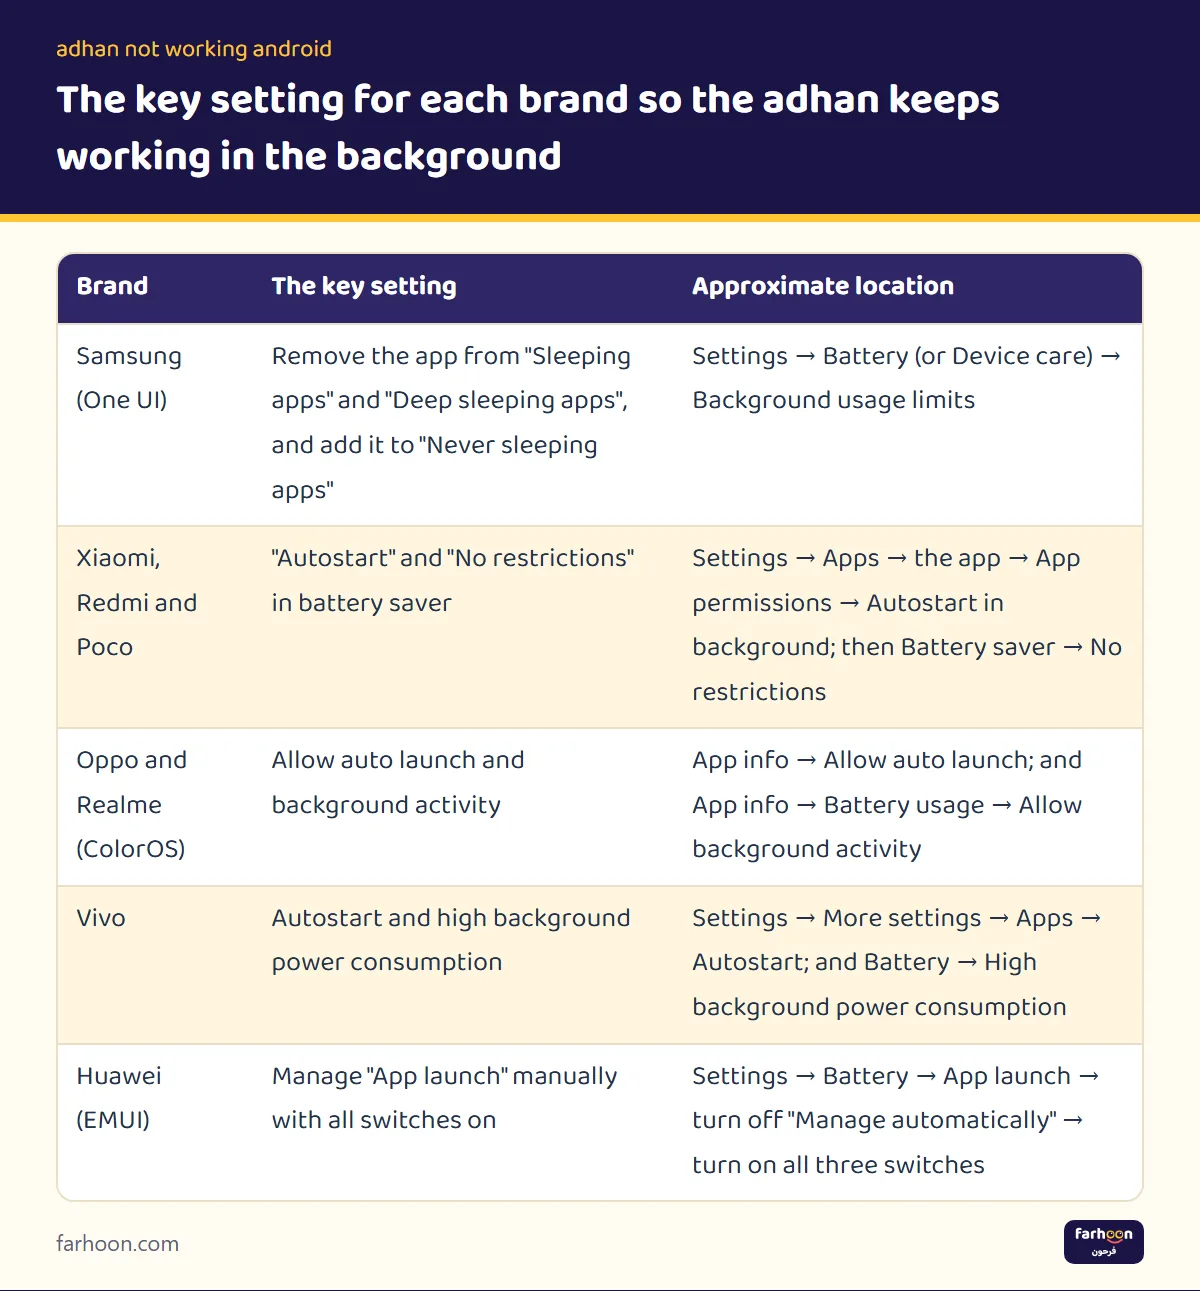 adhan not working android
The key setting for each brand so the adhan keeps
working in the background
Brand
The key setting
Approximate location
Samsung
(One UI)
Remove the app from "Sleeping
apps" and "Deep sleeping apps",
and add it to "Never sleeping
apps"
Settings → Battery (or Device care) →
Background usage limits
Xiaomi,
Redmi and
Poco
"Autostart" and "No restrictions"
in battery saver
Settings → Apps → the app → App
permissions → Autostart in
background; then Battery saver → No
restrictions
Oppo and
Realme
(ColorOS)
Allow auto launch and
background activity
App info → Allow auto launch; and
App info → Battery usage → Allow
background activity
Vivo
Autostart and high background
power consumption
Settings → More settings → Apps →
Autostart; and Battery → High
background power consumption
Huawei
(EMUI)
Manage "App launch" manually
with all switches on
Settings → Battery → App launch →
turn off "Manage automatically" →
turn on all three switches
farhoon.com
farhoon
فرحون